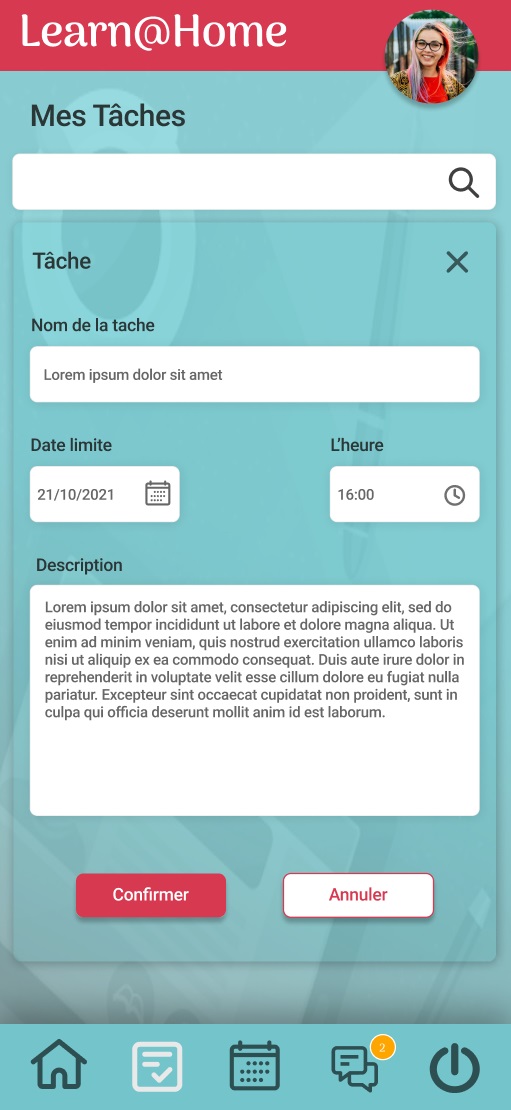 Learn@Home
Mes Tâches
Tâche
Nom de la tache
Lorem ipsum dolor sit amet
Date limite
L'heure
21/10/2021
16:00
Description
Lorem ipsum dolor sit amet, consectetur adipiscing elit, sed do
eiusmod tempor incididunt ut labore et dolore magna aliqua. Ut
enim ad minim veniam, quis nostrud exercitation ullamco laboris
nisi ut aliquip ex ea commodo consequat. Duis aute irure dolor in
reprehenderit in voluptate velit esse cillum dolore eu fugiat nulla
pariatur. Excepteur sint occaecat cupidatat non proident, sunt in
culpa qui officia deserunt mollit anim id est laborum.
Confirmer
Annuler
2